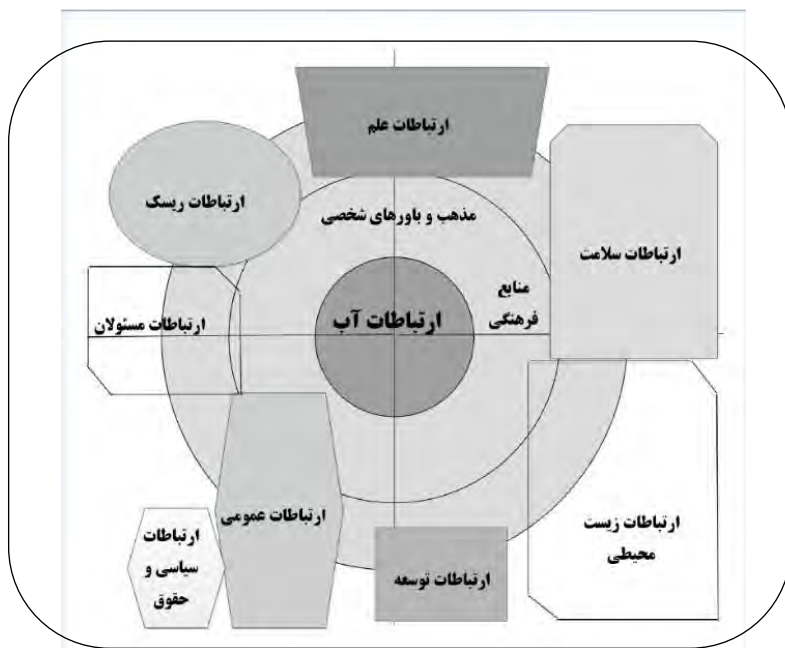 ارتباطات علم
ارتباطات ریسک
مذهب و باورهای شخصی
ارتباطات سلامت
منابع
فرهنگی
ارتباطات آب
ارتباطات مسئولان
ارتباطات زیست
محیطی
ارتباطات عمومی
ارتباطات
سیاسی و
حقوق
ارتباطات توسعه